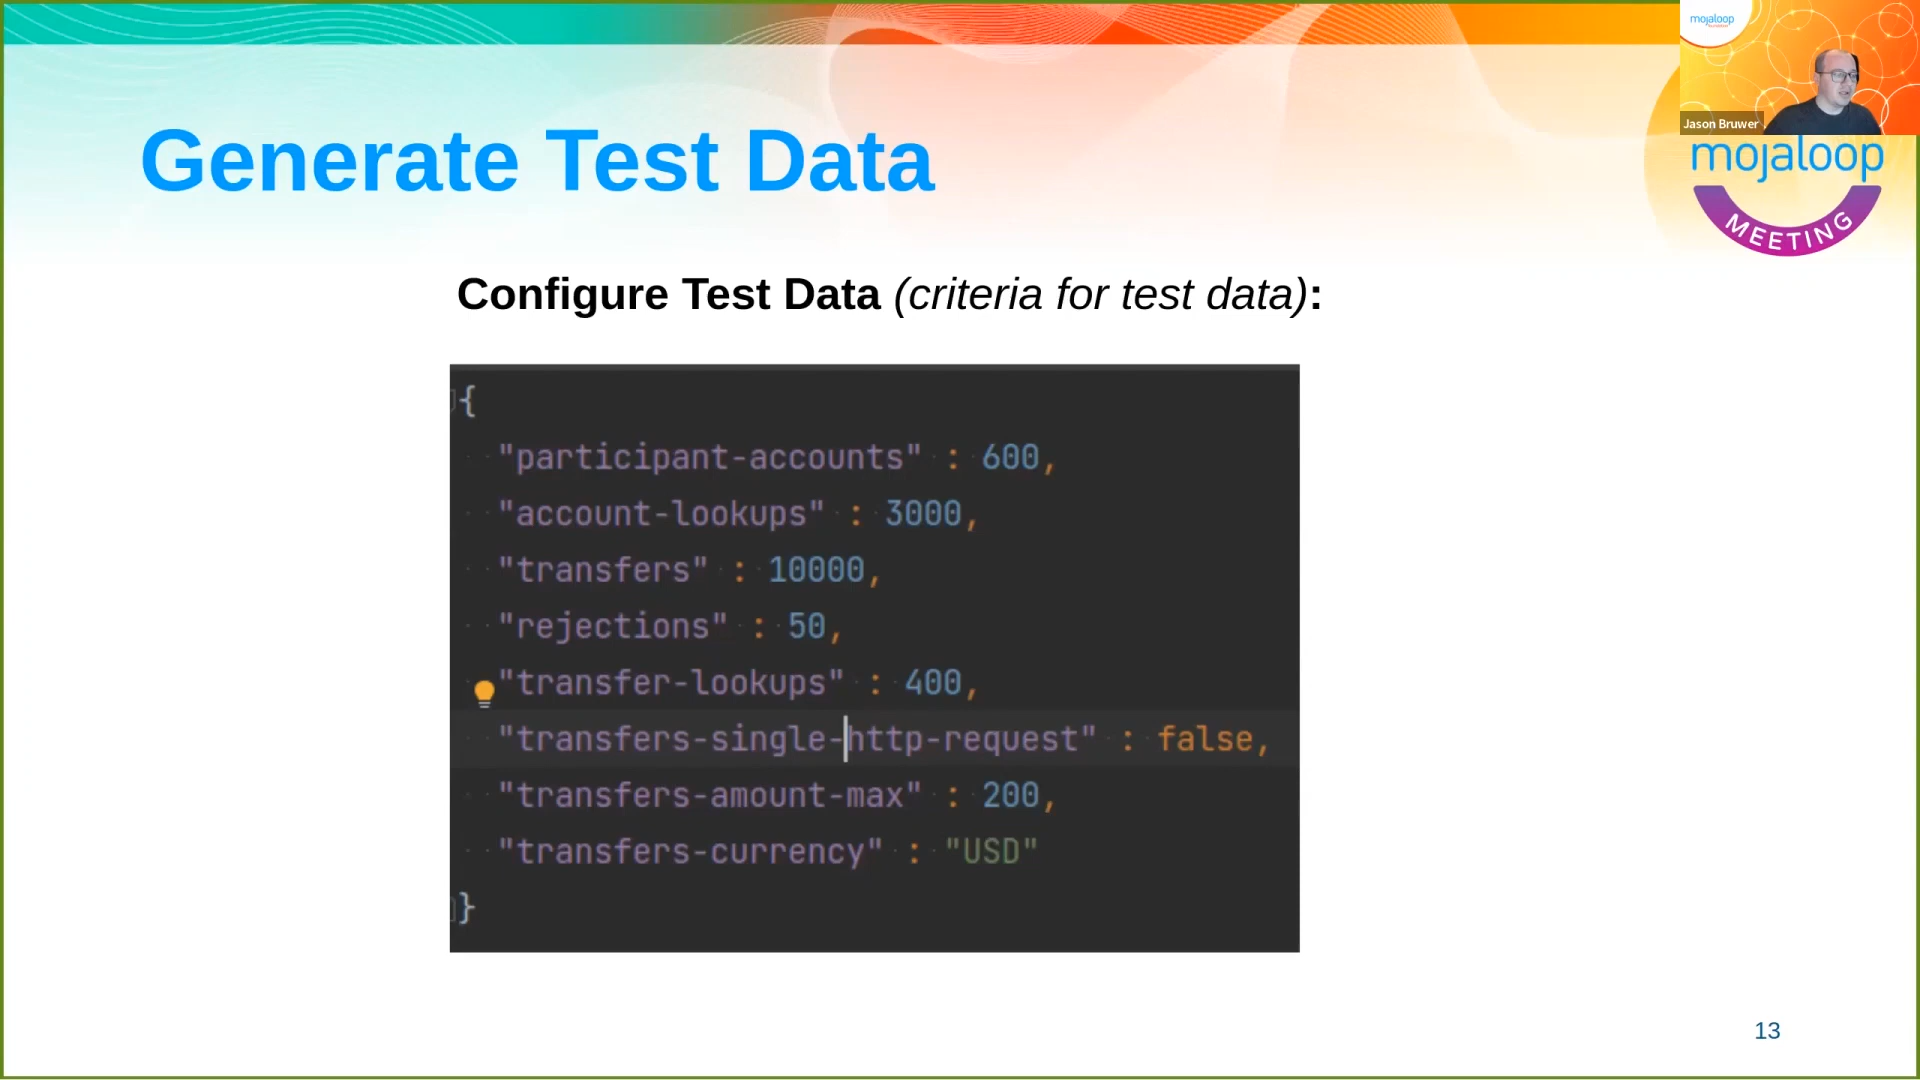 mojaloop
Jason Bruwer
mojaloop
MEETING
Generate Test Data
Configure Test Data (criteria for test data):
{
"participant-accounts" : 600,
"account-lookups" : 3000,
"transfers" : 10000,
"rejections" : 50,
"transfer-lookups" : 400,
"transfers-single-http-request" : false,
"transfers-amount-max" : 200,
"transfers-currency" : "USD"
}
13